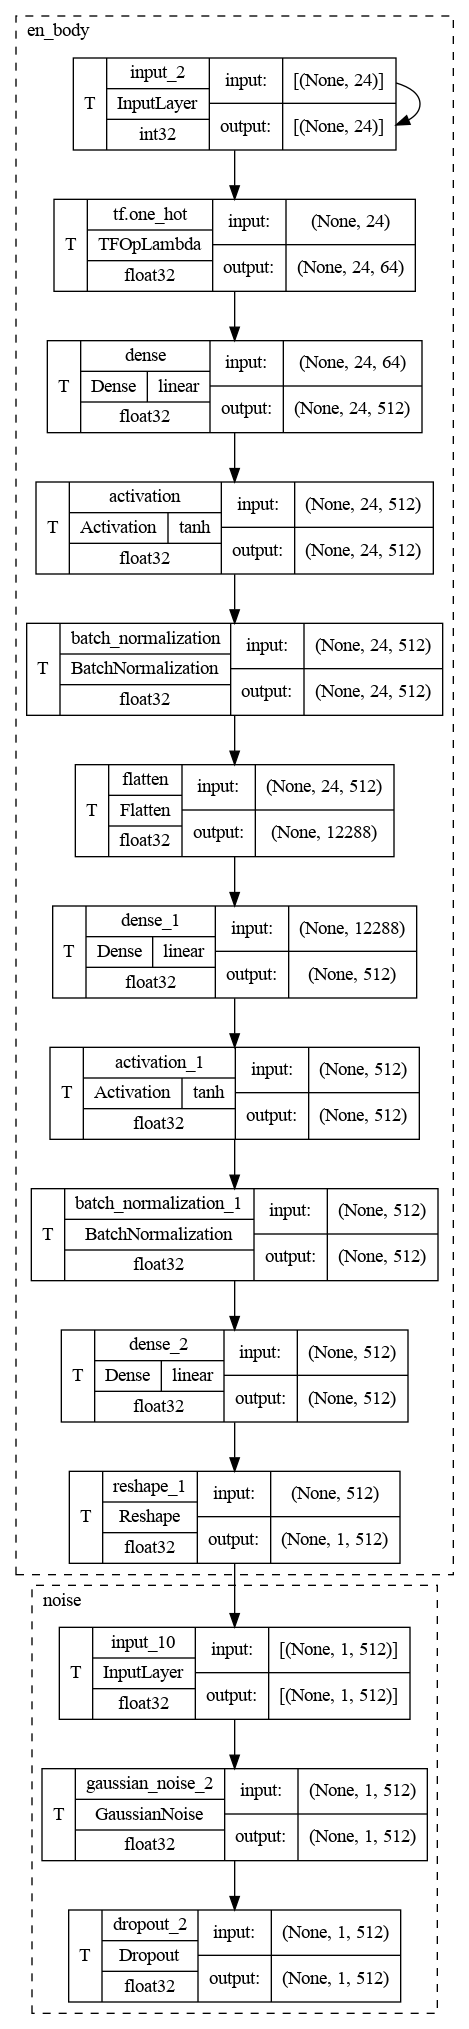 en_body
T
input_2
InputLayer
int32
input:
[(None, 24)]
output:
[(None, 24)]
T
tf.one_hot
TFOpLambda
float32
input:
(None, 24)
output:
(None, 24, 64)
T
dense
Dense linear
float32
input:
(None, 24, 64)
output:
(None, 24, 512)
T
activation
Activation tanh
float32
input:
(None, 24, 512)
output:
(None, 24, 512)
T
batch_normalization
BatchNormalization
float32
input:
(None, 24, 512)
output:
(None, 24, 512)
T
flatten
Flatten
float32
input:
(None, 24, 512)
output:
(None, 12288)
T
dense_1
Dense linear
float32
input:
(None, 12288)
output:
(None, 512)
T
activation_1
Activation tanh
float32
input:
(None, 512)
output:
(None, 512)
T
batch_normalization_1
BatchNormalization
float32
input:
(None, 512)
output:
(None, 512)
T
dense_2
Dense linear
float32
input:
(None, 512)
output:
(None, 512)
T
reshape_1
Reshape
float32
input:
(None, 512)
output:
(None, 1, 512)
noise
T
input_10
InputLayer
float32
input:
[(None, 1, 512)]
output:
[(None, 1, 512)]
T
gaussian_noise_2
GaussianNoise
float32
input:
(None, 1, 512)
output:
(None, 1, 512)
T
dropout_2
Dropout
float32
input:
(None, 1, 512)
output:
(None, 1, 512)